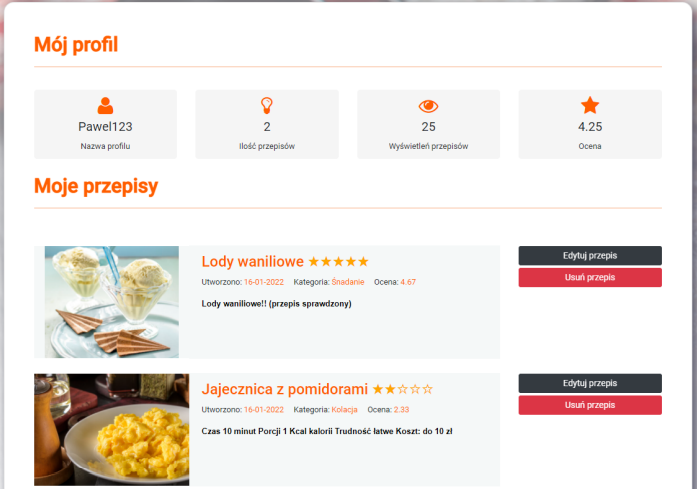 Mój profil
Pawel123
Nazwa profilu
2
Ilość przepisów
25
Wyświetleń przepisów
4.25
Ocena
Moje przepisy
Lody waniliowe
Utworzono: 16-01-2022 Kategoria: Śnadanie Ocena: 4.67
Lody waniliowe!! (przepis sprawdzony)
Edytuj przepis
Usuń przepis
Jajecznica z pomidorami
Utworzono: 16-01-2022 Kategoria: Kolacja Ocena: 2.33
Czas 10 minut Porcji 1 Kcal kalorii Trudność łatwe Koszt: do 10 zł
Edytuj przepis
Usuń przepis